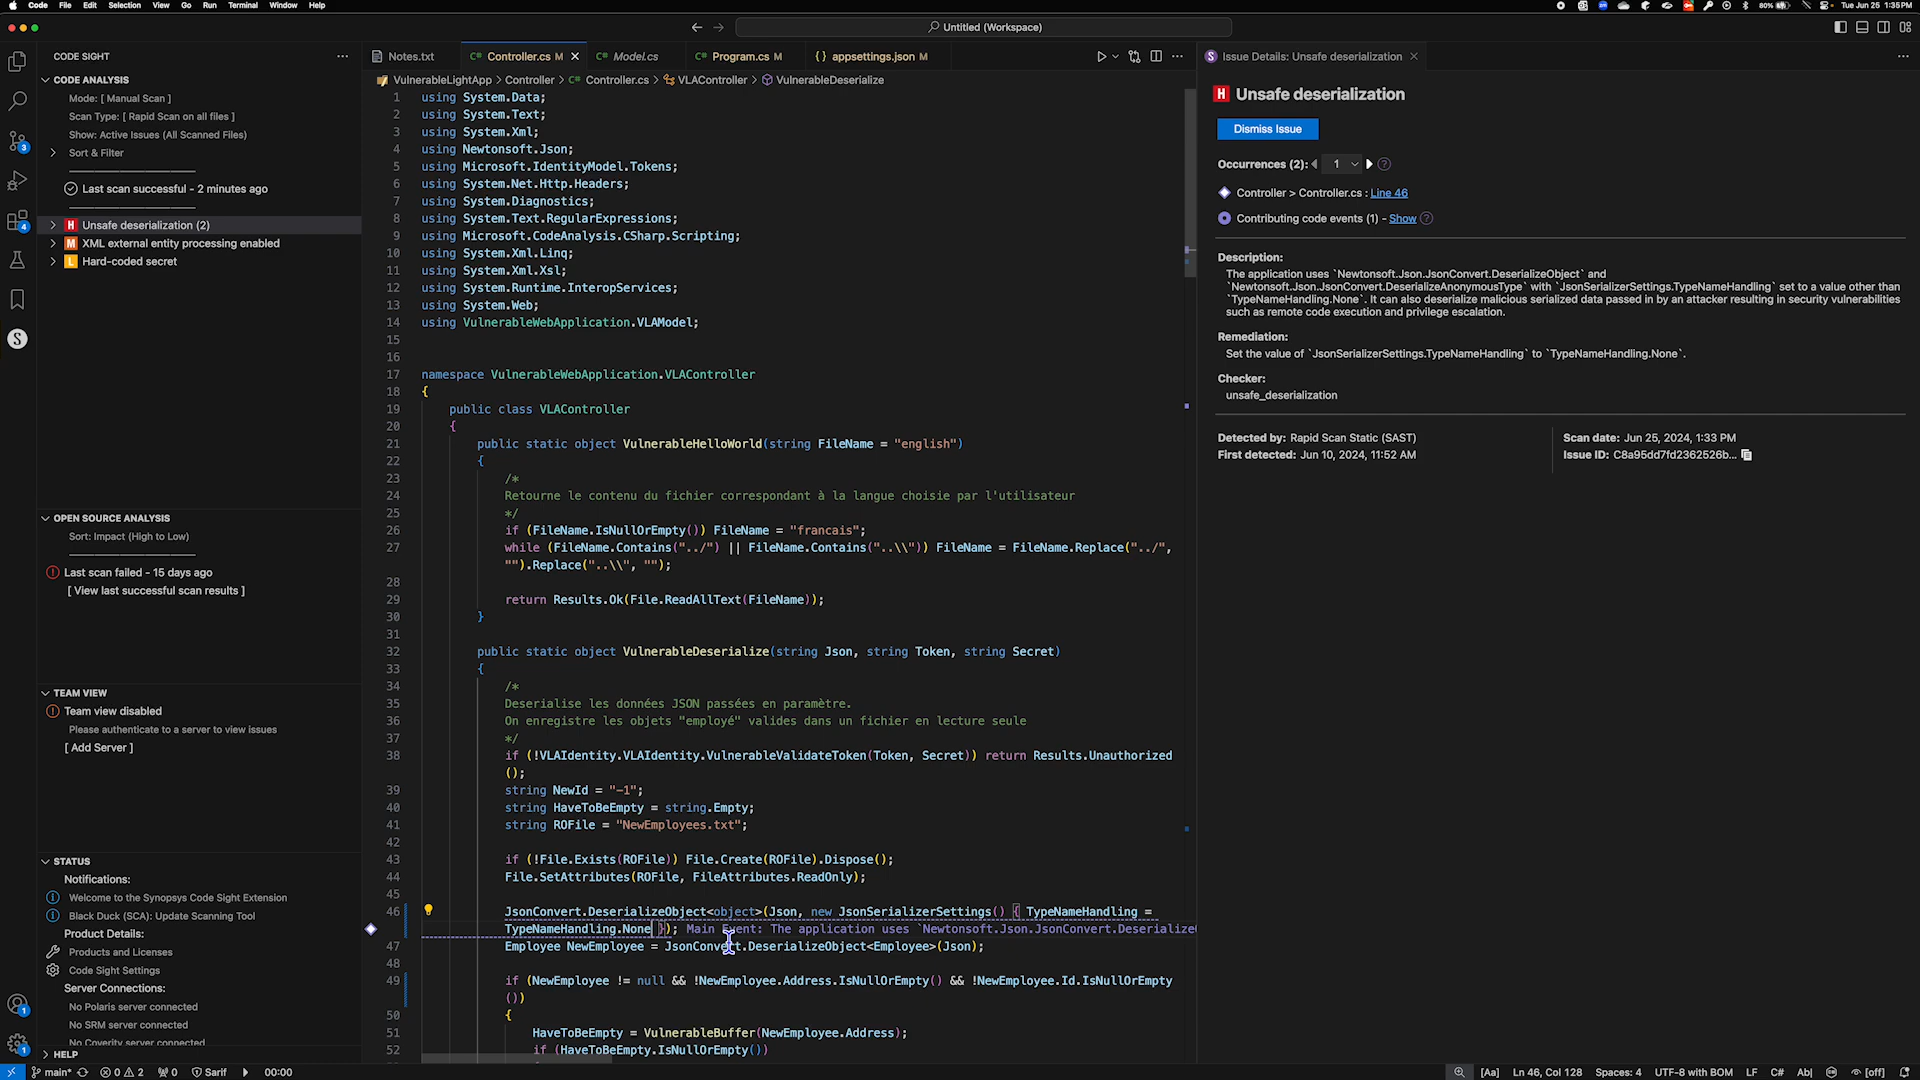 Code File Edit Selection View Go Run Terminal Window Help
80% Tue Jun 25 1:35PM
Untitled (Workspace)
CODE SIGHT
CODE ANALYSIS
Mode: [ Manual Scan ]
Scan Type: [ Rapid Scan on all files ]
Show: Active Issues (All Scanned Files)
Sort & Filter
Last scan successful - 2 minutes ago
H Unsafe deserialization (2)
M XML external entity processing enabled
L Hard-coded secret
OPEN SOURCE ANALYSIS
Sort: Impact (High to Low)
Last scan failed - 15 days ago
[ View last successful scan results ]
TEAM VIEW
Team view disabled
Please authenticate to a server to view issues
[ Add Server ]
STATUS
Notifications:
Welcome to the Synopsys Code Sight Extension
Black Duck (SCA): Update Scanning Tool
Product Details:
Products and Licenses
Code Sight Settings
Server Connections:
No Polaris server connected
No SRM server connected
No Coverity server connected
HELP
3
4
S
1
1
Notes.txt C# Controller.cs M C# Model.cs C# Program.cs M {} appsettings.json M
VulnerableLightApp > Controller > C# Controller.cs > VLAController > VulnerableDeserialize
1 using System.Data;
2 using System.Text;
3 using System.Xml;
4 using Newtonsoft.Json;
5 using Microsoft.IdentityModel.Tokens;
6 using System.Net.Http.Headers;
7 using System.Diagnostics;
8 using System.Text.RegularExpressions;
9 using Microsoft.CodeAnalysis.CSharp.Scripting;
10 using System.Xml.Linq;
11 using System.Xml.Xsl;
12 using System.Runtime.InteropServices;
13 using System.Web;
14 using VulnerableWebApplication.VLAModel;
15
16
17 namespace VulnerableWebApplication.VLAController
18 {
19 public class VLAController
20 {
21 public static object VulnerableHelloWorld(string FileName = "english")
22 {
23 /*
24 Retourne le contenu du fichier correspondant à la langue choisie par l'utilisateur
25 */
26 if (FileName.IsNullOrEmpty()) FileName = "francais";
27 while (FileName.Contains("../") || FileName.Contains("..\\")) FileName = FileName.Replace("../",
"").Replace("..\\", "");
28
29 return Results.Ok(File.ReadAllText(FileName));
30 }
31
32 public static object VulnerableDeserialize(string Json, string Token, string Secret)
33 {
34 /*
35 Deserialise les données JSON passées en paramètre.
36 On enregistre les objets "employé" valides dans un fichier en lecture seule
37 */
38 if (!VLAIdentity.VLAIdentity.VulnerableValidateToken(Token, Secret)) return Results.Unauthorized
();
39 string NewId = "-1";
40 string HaveToBeEmpty = string.Empty;
41 string ROFile = "NewEmployees.txt";
42
43 if (!File.Exists(ROFile)) File.Create(ROFile).Dispose();
44 File.SetAttributes(ROFile, FileAttributes.ReadOnly);
45
46 JsonConvert.DeserializeObject<object>(Json, new JsonSerializerSettings() { TypeNameHandling =
TypeNameHandling.None }); Main Event: The application uses `Newtonsoft.Json.JsonConvert.DeserializeO
47 Employee NewEmployee = JsonConvert.DeserializeObject<Employee>(Json);
48
49 if (NewEmployee != null && !NewEmployee.Address.IsNullOrEmpty() && !NewEmployee.Id.IsNullOrEmpty
())
50 {
51 HaveToBeEmpty = VulnerableBuffer(NewEmployee.Address);
52 if (HaveToBeEmpty.IsNullOrEmpty())
S Issue Details: Unsafe deserialization
H Unsafe deserialization
Dismiss Issue
Occurrences (2): 1
Controller > Controller.cs : Line 46
Contributing code events (1) - Show
Description:
The application uses `Newtonsoft.Json.JsonConvert.DeserializeObject` and
`Newtonsoft.Json.JsonConvert.DeserializeAnonymousType` with `JsonSerializerSettings.TypeNameHandling` set to a value other than
`TypeNameHandling.None`. It can also deserialize malicious serialized data passed in by an attacker resulting in security vulnerabilities
such as remote code execution and privilege escalation.
Remediation:
Set the value of `JsonSerializerSettings.TypeNameHandling` to `TypeNameHandling.None`.
Checker:
unsafe_deserialization
Detected by: Rapid Scan Static (SAST) Scan date: Jun 25, 2024, 1:33 PM
First detected: Jun 10, 2024, 11:52 AM Issue ID: C8a95dd7fd2362526b...
main* 0 2 0 Sarif 00:00
[Aa] Ln 46, Col 128 Spaces: 4 UTF-8 with BOM LF C# Ab| [off]